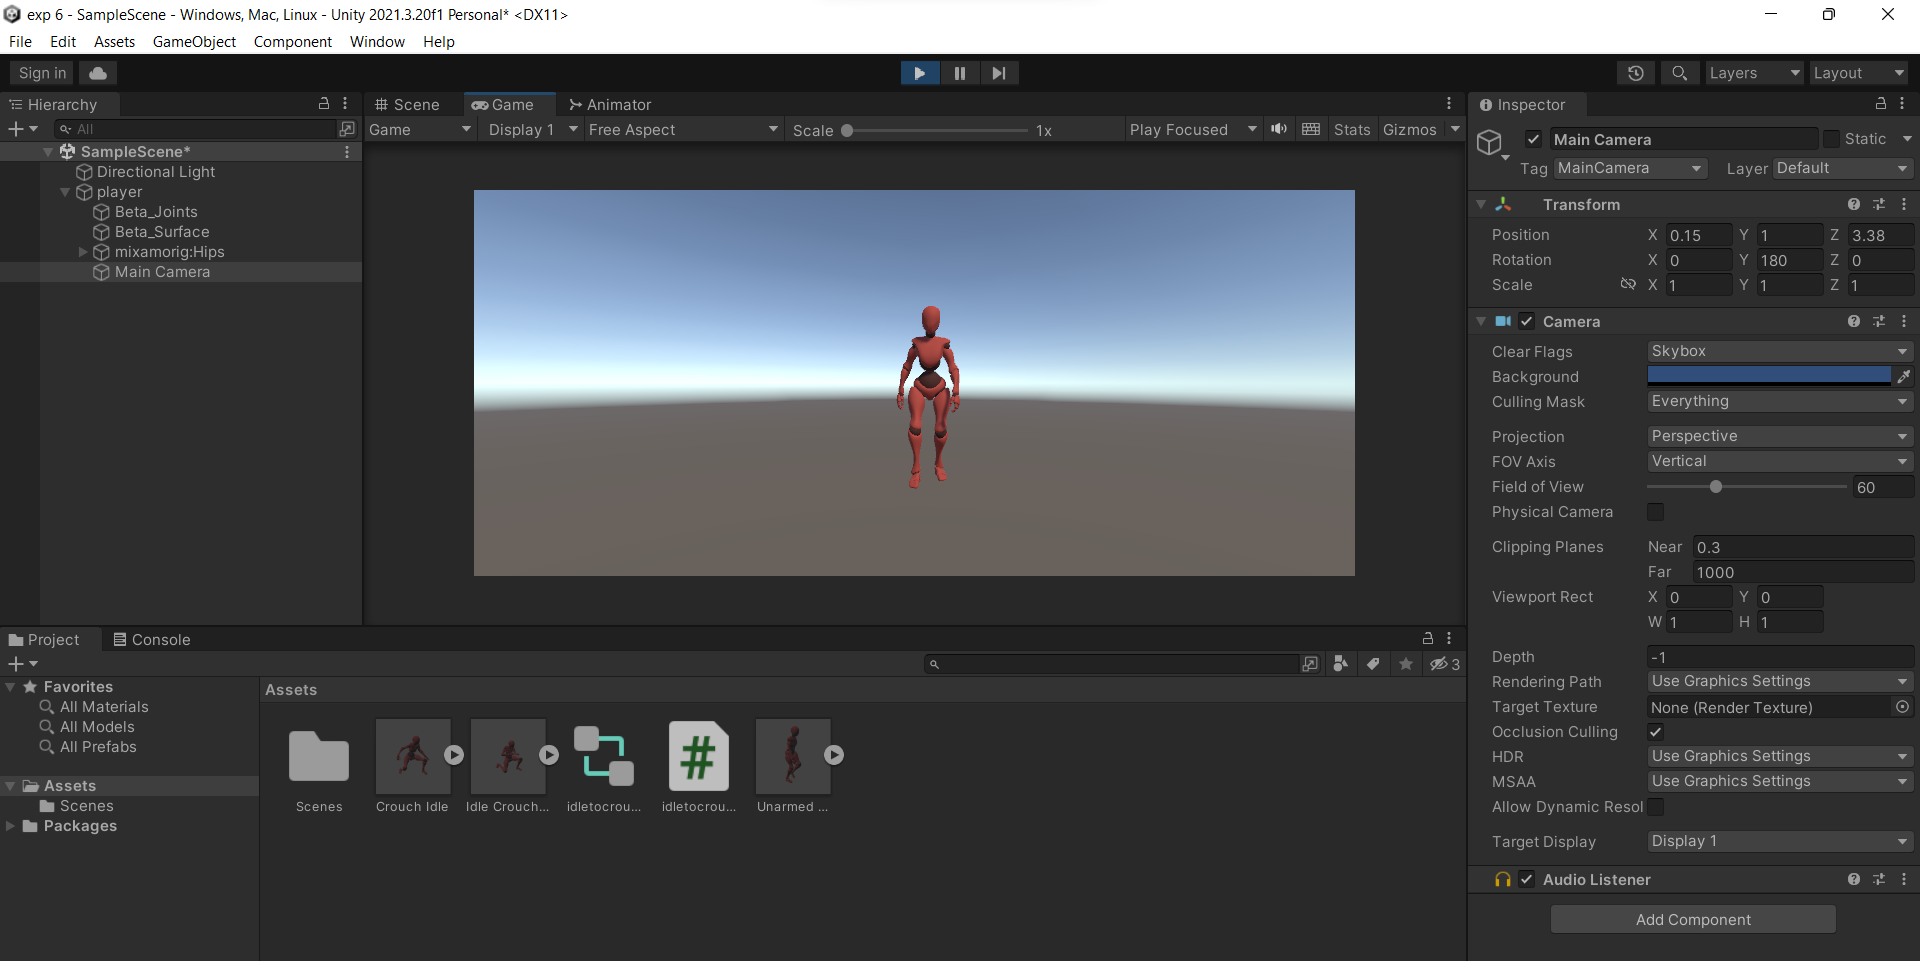 exp 6 - SampleScene - Windows, Mac, Linux - Unity 2021.3.20f1 Personal* <DX11>
File Edit Assets GameObject Component Window Help
Sign in
Layers
Layout
Hierarchy
All
SampleScene*
Directional Light
player
Beta_Joints
Beta_Surface
mixamorig:Hips
Main Camera
Scene Game Animator
Game Display 1 Free Aspect Scale 1x Play Focused Stats Gizmos
Inspector
Main Camera Static
Tag MainCamera Layer Default
Transform
Position X 0.15 Y 1 Z 3.38
Rotation X 0 Y 180 Z 0
Scale X 1 Y 1 Z 1
Camera
Clear Flags Skybox
Background
Culling Mask Everything
Projection Perspective
FOV Axis Vertical
Field of View 60
Physical Camera
Clipping Planes Near 0.3
Far 1000
Viewport Rect X 0 Y 0
W 1 H 1
Depth -1
Rendering Path Use Graphics Settings
Target Texture None (Render Texture)
Occlusion Culling
HDR Use Graphics Settings
MSAA Use Graphics Settings
Allow Dynamic Resol
Target Display Display 1
Audio Listener
Add Component
Project Console
3
Favorites
All Materials
All Models
All Prefabs
Assets
Scenes
Packages
Assets
Scenes Crouch Idle Idle Crouch... idletocrou... idletocrou... Unarmed ...
#